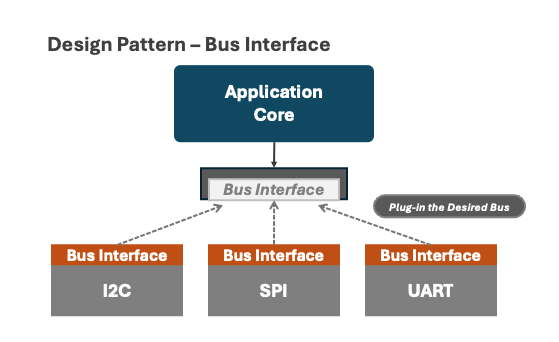 Design Pattern – Bus Interface
Application
Core
Bus Interface
Plug-in the Desired Bus
Bus Interface
I2C
Bus Interface
SPI
Bus Interface
UART